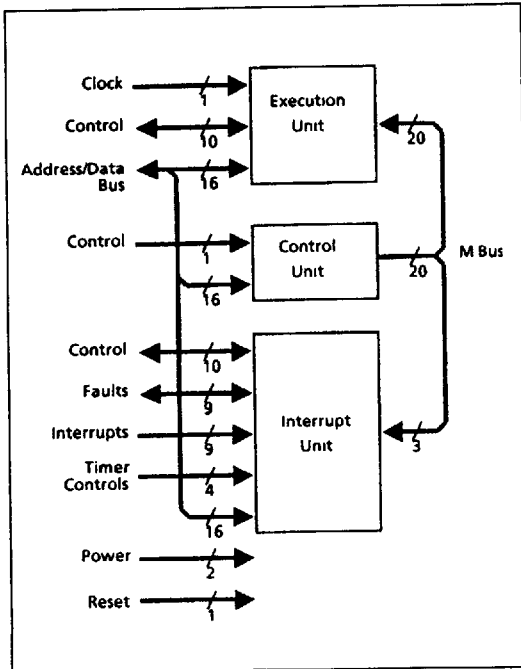 Clock
1
Execution
Unit
Control
10
20
Address/Data
Bus
16
Control
1
Control
Unit
M Bus
20
16
Control
10
Faults
9
Interrupts
9
Interrupt
Unit
3
Timer
Controls
4
16
Power
2
Reset
1